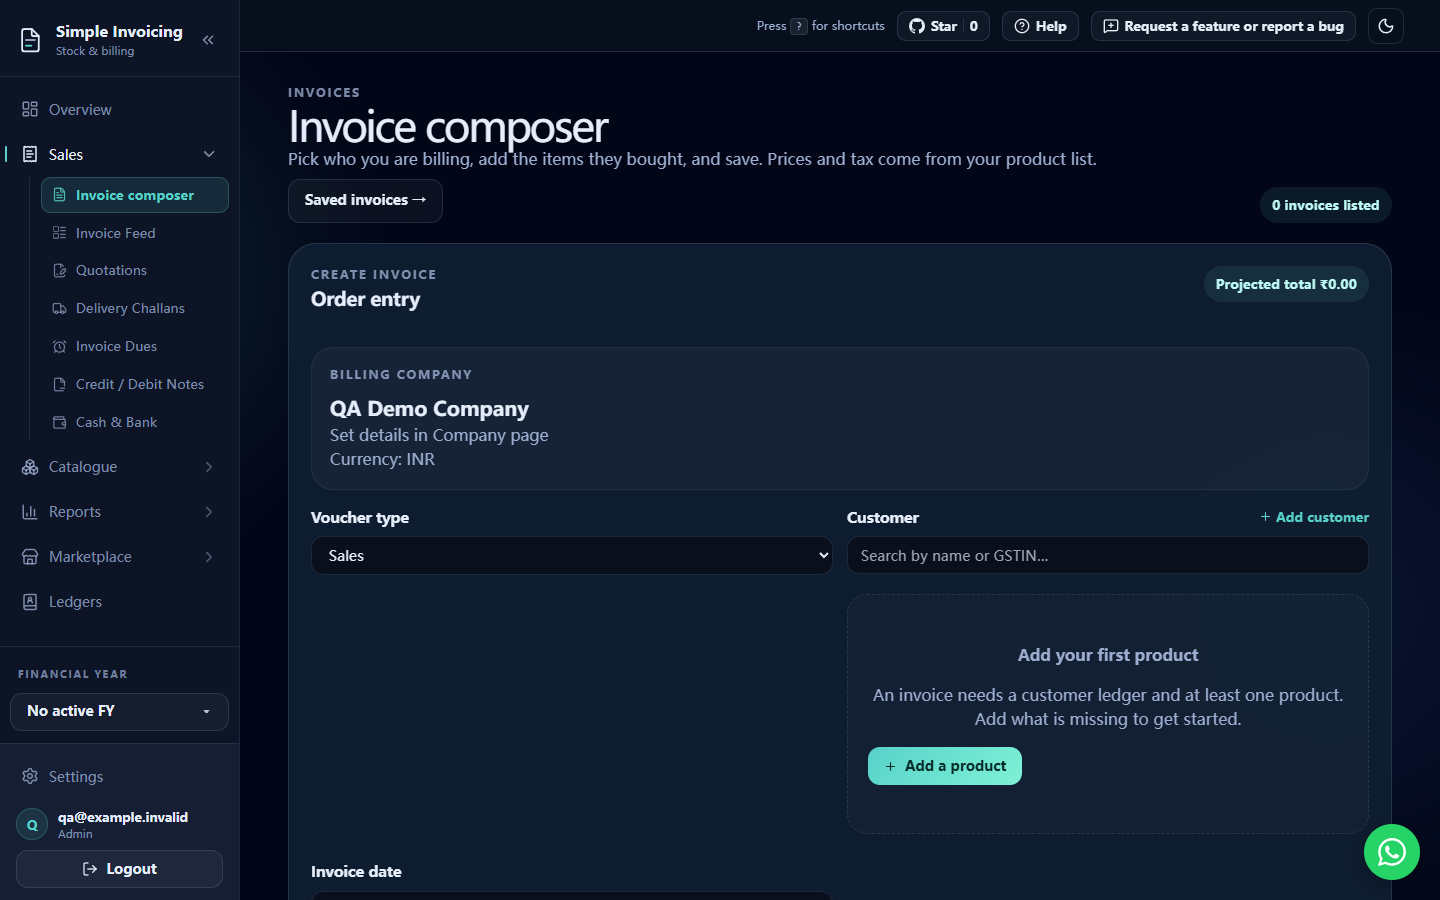 Simple Invoicing
Stock & billing
Overview
Sales
Invoice composer
Invoice Feed
Quotations
Delivery Challans
Invoice Dues
Credit / Debit Notes
Cash & Bank
Catalogue
Reports
Marketplace
Ledgers
FINANCIAL YEAR
No active FY
Settings
Q
qa@example.invalid
Admin
Logout
Press ? for shortcuts
Star 0
Help
Request a feature or report a bug
INVOICES
Invoice composer
Pick who you are billing, add the items they bought, and save. Prices and tax come from your product list.
Saved invoices →
0 invoices listed
CREATE INVOICE
Order entry
Projected total ₹0.00
BILLING COMPANY
QA Demo Company
Set details in Company page
Currency: INR
Voucher type
Sales
Customer
+ Add customer
Search by name or GSTIN...
Add your first product
An invoice needs a customer ledger and at least one product.
Add what is missing to get started.
+ Add a product
Invoice date